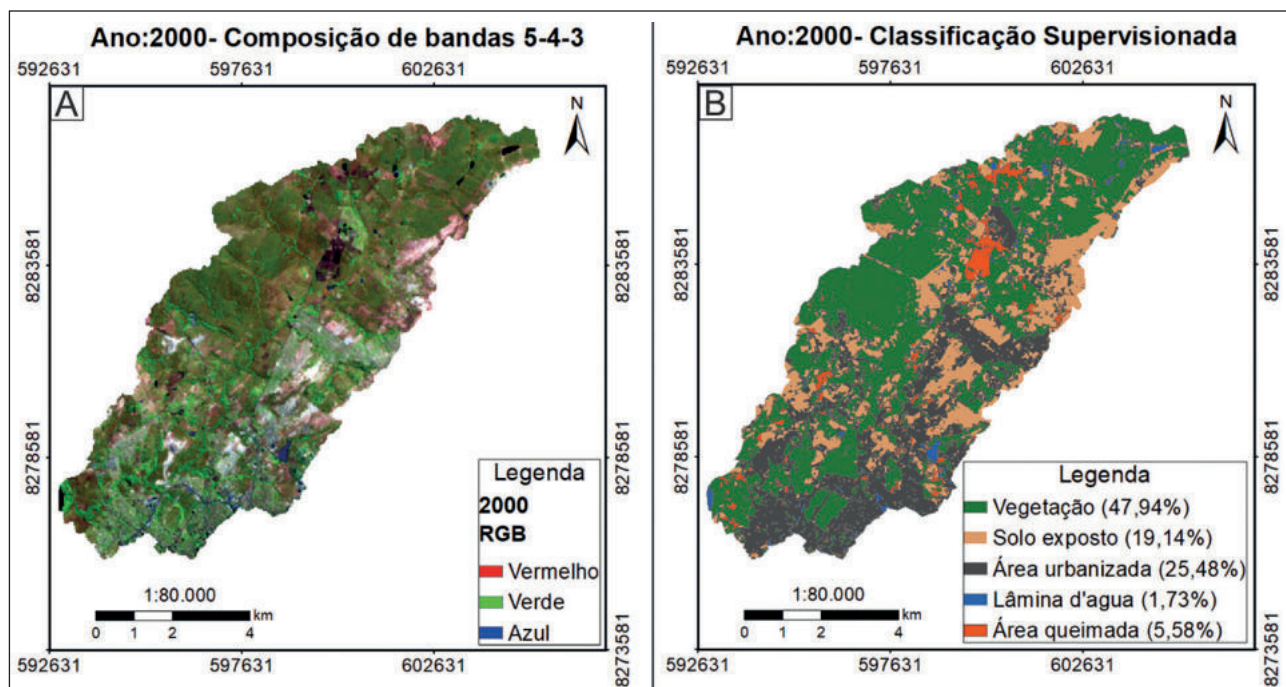 Ano:2000- Composição de bandas 5-4-3
592631 597631 602631
A
N
8283581
8278581
8273581
Legenda
2000
RGB
Vermelho
Verde
Azul
1:80.000
km
0 1 2 4
592631 597631 602631
Ano:2000- Classificação Supervisionada
592631 597631 602631
B
N
8283581
8278581
8273581
Legenda
Vegetação (47,94%)
Solo exposto (19,14%)
Área urbanizada (25,48%)
Lâmina d'agua (1,73%)
Área queimada (5,58%)
1:80.000
km
0 1 2 4
592631 597631 602631